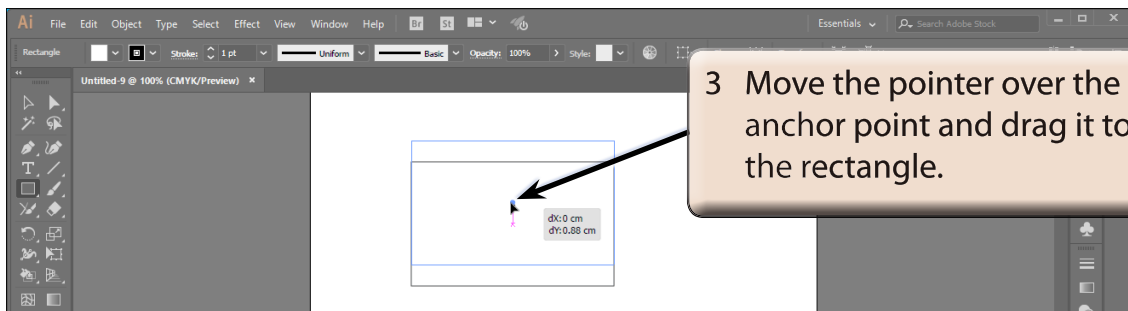 Ai File Edit Object Type Select Effect View Window Help Br St Essentials Search Adobe Stock
Rectangle Stroke: 1 pt Uniform Basic Opacity: 100% Style:
Untitled-9 @ 100% (CMYK/Preview) ×
3 Move the pointer over the
anchor point and drag it to
the rectangle.
dX: 0 cm
dY: 0.88 cm